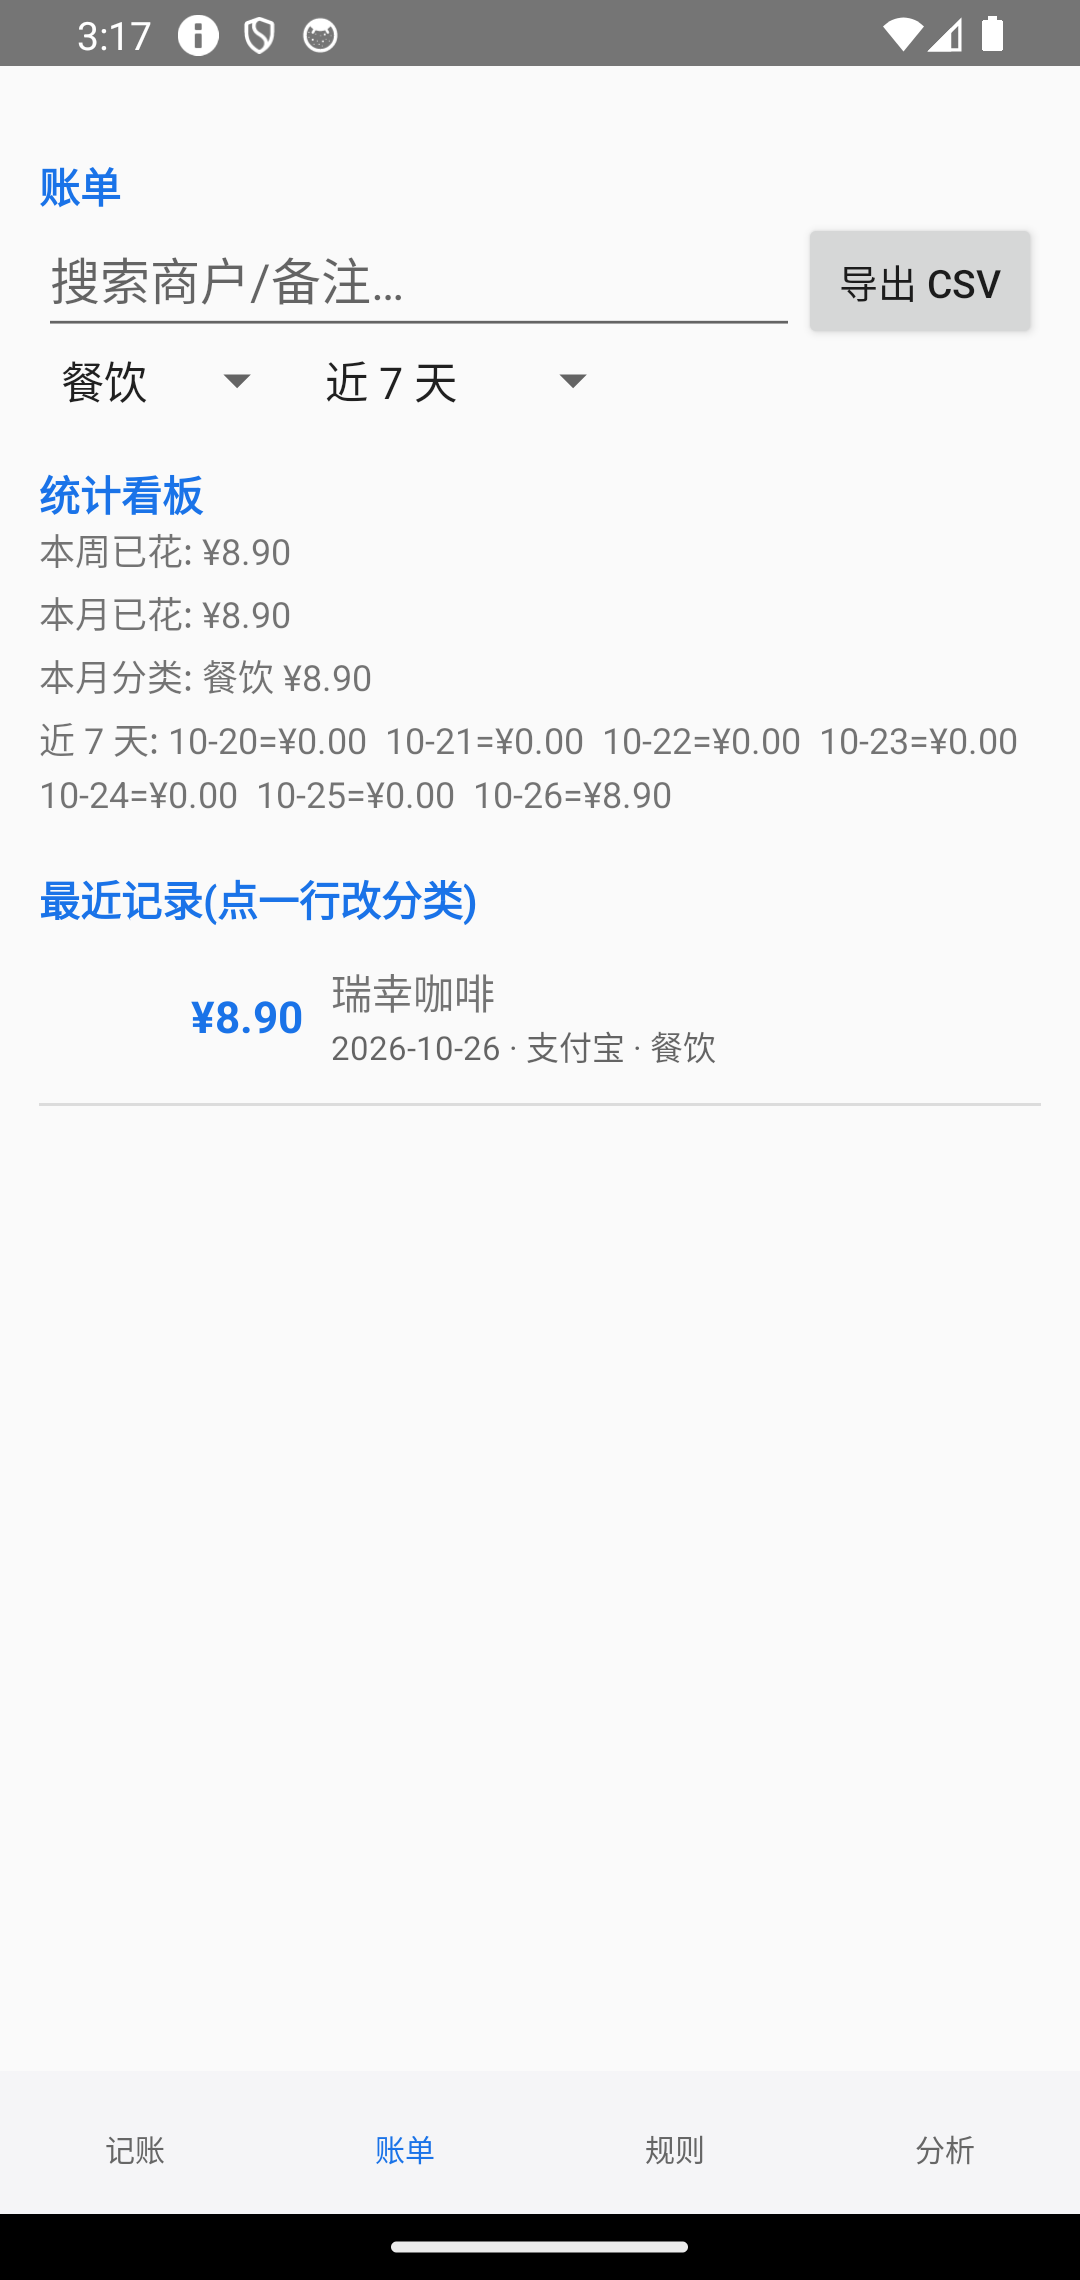 3:17
账单
搜索商户/备注...
导出 CSV
餐饮
近 7 天
统计看板
本周已花: ¥8.90
本月已花: ¥8.90
本月分类: 餐饮 ¥8.90
近 7 天: 10-20=¥0.00  10-21=¥0.00  10-22=¥0.00  10-23=¥0.00
10-24=¥0.00  10-25=¥0.00  10-26=¥8.90
最近记录(点一行改分类)
¥8.90
瑞幸咖啡
2026-10-26 · 支付宝 · 餐饮
记账
账单
规则
分析